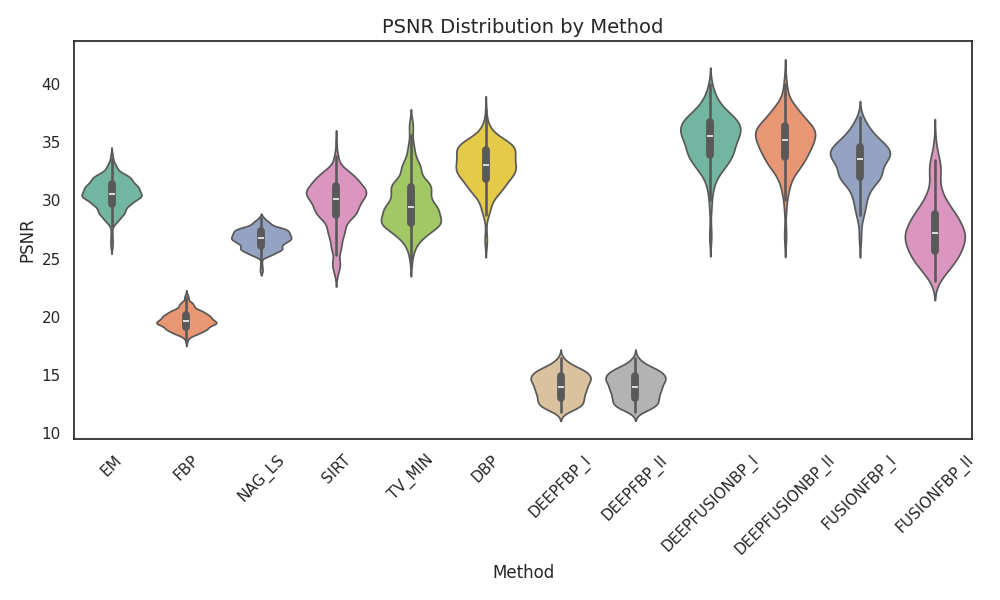 PSNR Distribution by Method
PSNR
40
35
30
25
20
15
10
EM
FBP
NAG_LS
SIRT
TV_MIN
DBP
DEEPFBP_I
DEEPFBP_II
DEEPFUSIONBP_I
DEEPFUSIONBP_II
FUSIONFBP_I
FUSIONFBP_II
Method